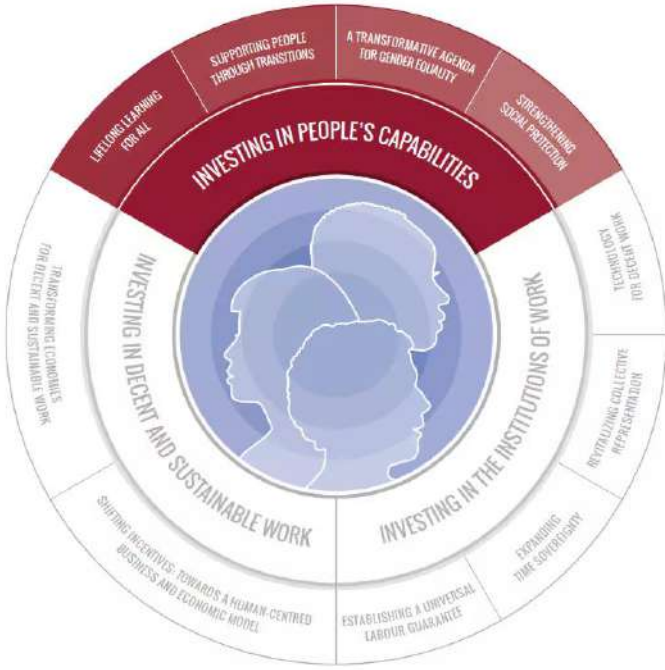 LIFELONG LEARNING
FOR ALL
SUPPORTING PEOPLE
THROUGH TRANSITIONS
A TRANSFORMATIVE AGENDA
FOR GENDER EQUALITY
STRENGTHENING
SOCIAL PROTECTION
INVESTING IN PEOPLE'S CAPABILITIES
TECHNOLOGY
FOR DECENT WORK
REVITALIZING COLLECTIVE
REPRESENTATION
EXPANDING
TIME SOVEREIGNTY
ESTABLISHING A UNIVERSAL
LABOUR GUARANTEE
INVESTING IN THE INSTITUTIONS OF WORK
SHIFTING INCENTIVES: TOWARDS A HUMAN-CENTRED
BUSINESS AND ECONOMIC MODEL
TRANSFORMING ECONOMIES
FOR DECENT AND SUSTAINABLE WORK
INVESTING IN DECENT AND SUSTAINABLE WORK